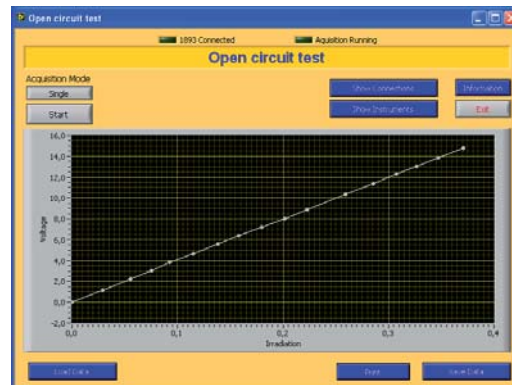 Open circuit test
1893 Connected
Aquisition Running
Open circuit test
Acquisition Mode
Single
Start
Show Connections
Information
Show Instruments
Exit
16,0
14,0
12,0
10,0
8,0
6,0
4,0
2,0
0,0
-2,0
Voltage
0,0
0,1
0,2
0,3
0,4
Irradiation
Load Data
Print
Save Data